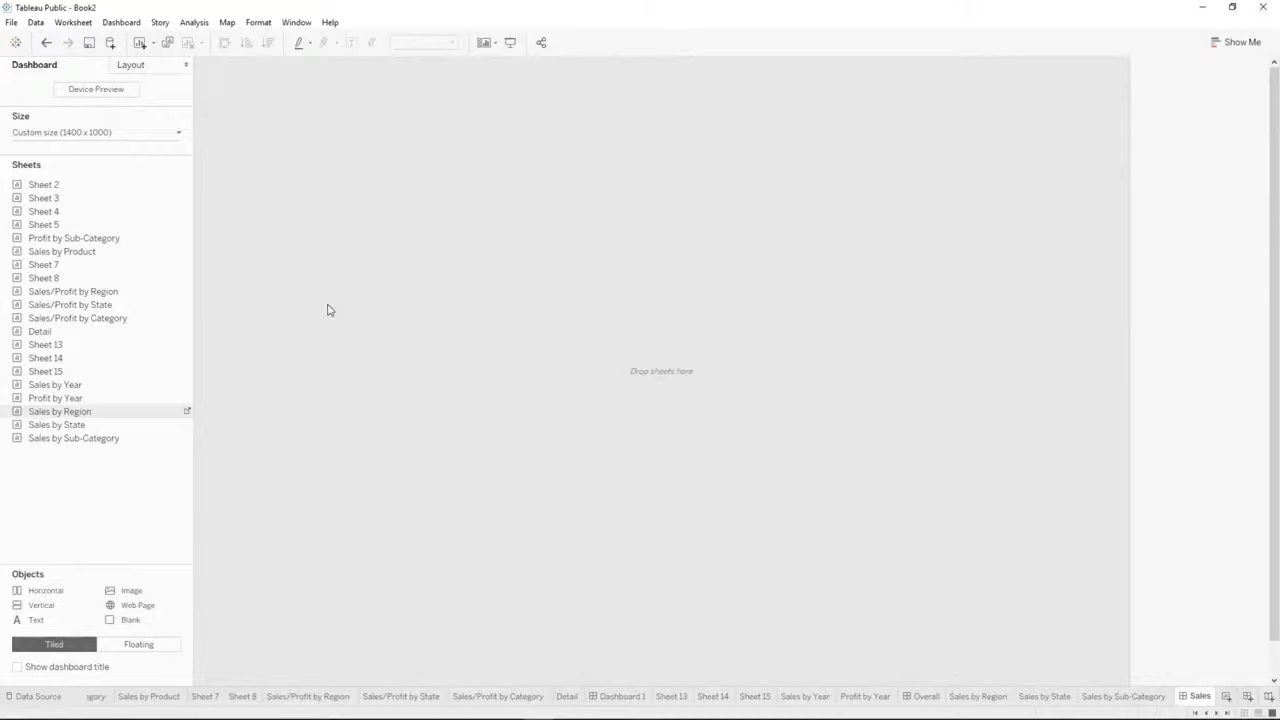 Tableau Public - Book2
File Data Worksheet Dashboard Story Analysis Map Format Window Help
Show Me
Dashboard Layout
Device Preview
Size
Custom size (1400 x 1000)
Sheets
Sheet 2
Sheet 3
Sheet 4
Sheet 5
Profit by Sub-Category
Sales by Product
Sheet 7
Sheet 8
Sales/Profit by Region
Sales/Profit by State
Sales/Profit by Category
Detail
Sheet 13
Sheet 14
Sheet 15
Sales by Year
Profit by Year
Sales by Region
Sales by State
Sales by Sub-Category
Drop sheets here
Objects
Horizontal Image
Vertical Web Page
A Text Blank
Tiled Floating
Show dashboard title
Data Source egory Sales by Product Sheet 7 Sheet 8 Sales/Profit by Region Sales/Profit by State Sales/Profit by Category Detail Dashboard 1 Sheet 13 Sheet 14 Sheet 15 Sales by Year Profit by Year Overall Sales by Region Sales by State Sales by Sub-Category Sales